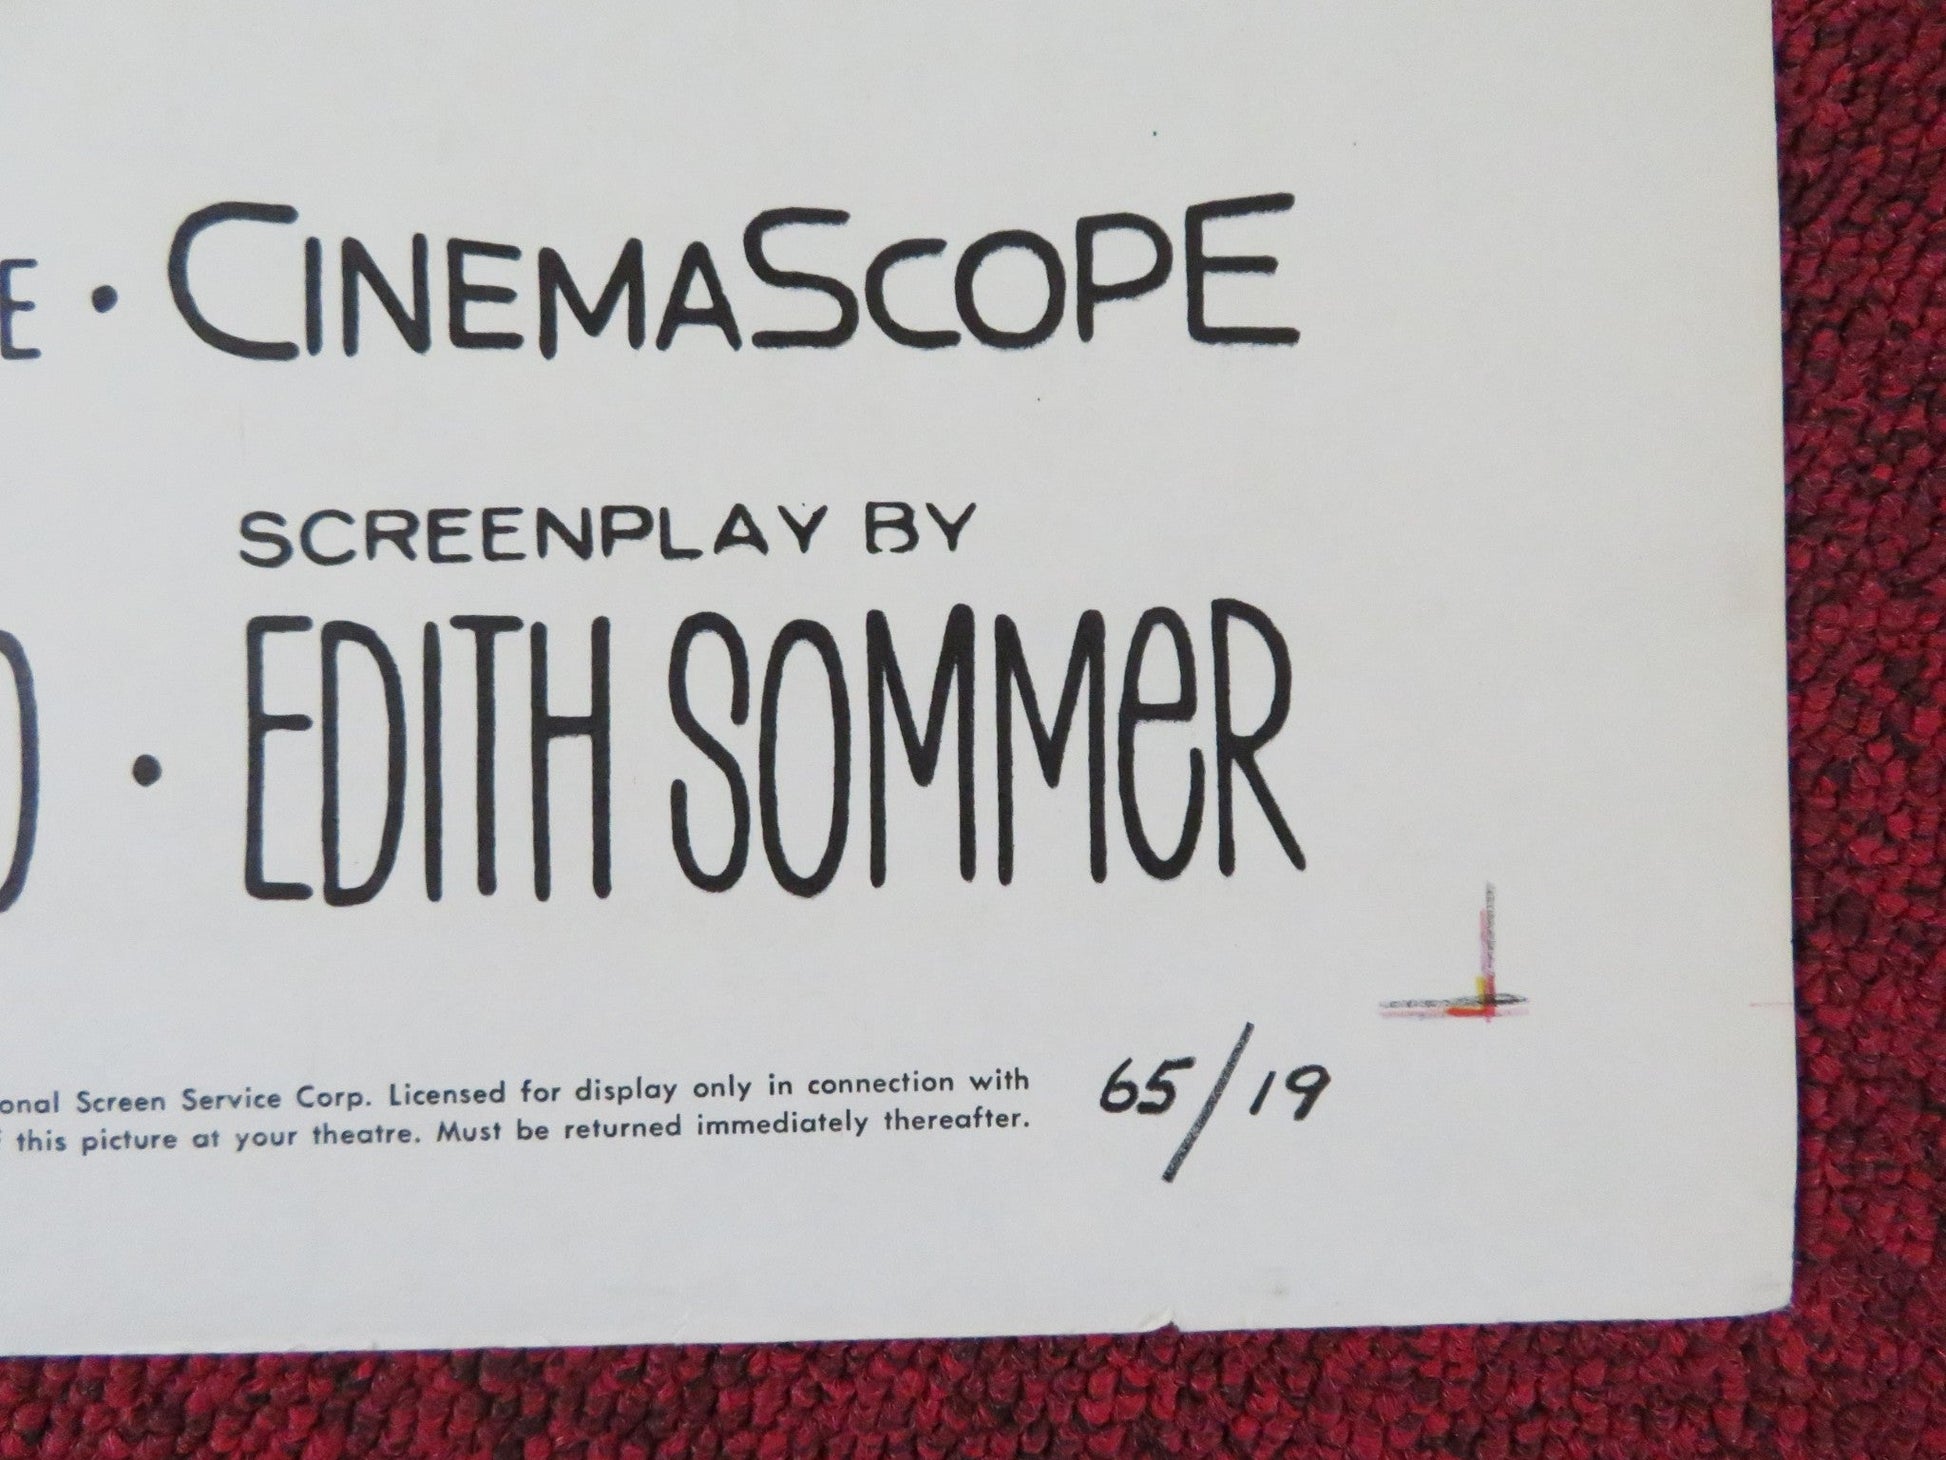 E • CINEMASCOPE
SCREENPLAY BY
• EDITH SOMMER
onal Screen Service Corp. Licensed for display only in connection with
this picture at your theatre. Must be returned immediately thereafter.
65/19